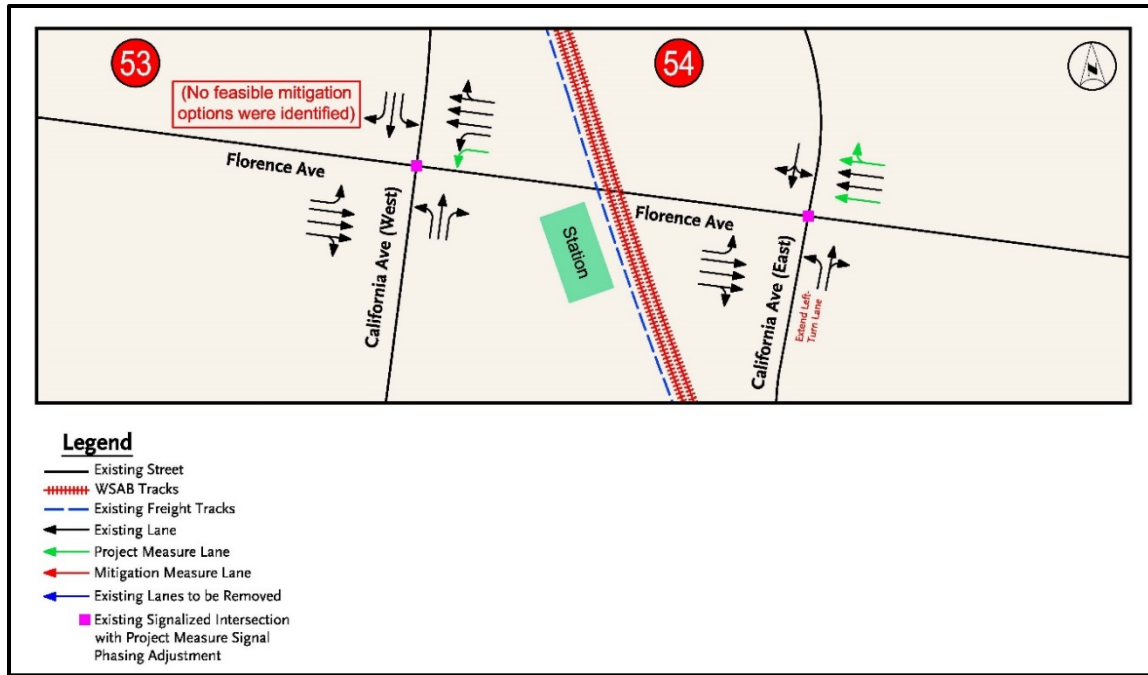 53
54
(No feasible mitigation
options were identified)
Florence Ave
California Ave (West)
Station
Florence Ave
California Ave (East)
Extend Left-
Turn Lane
Legend
Existing Street
WSAB Tracks
Existing Freight Tracks
Existing Lane
Project Measure Lane
Mitigation Measure Lane
Existing Lanes to be Removed
Existing Signalized Intersection
with Project Measure Signal
Phasing Adjustment